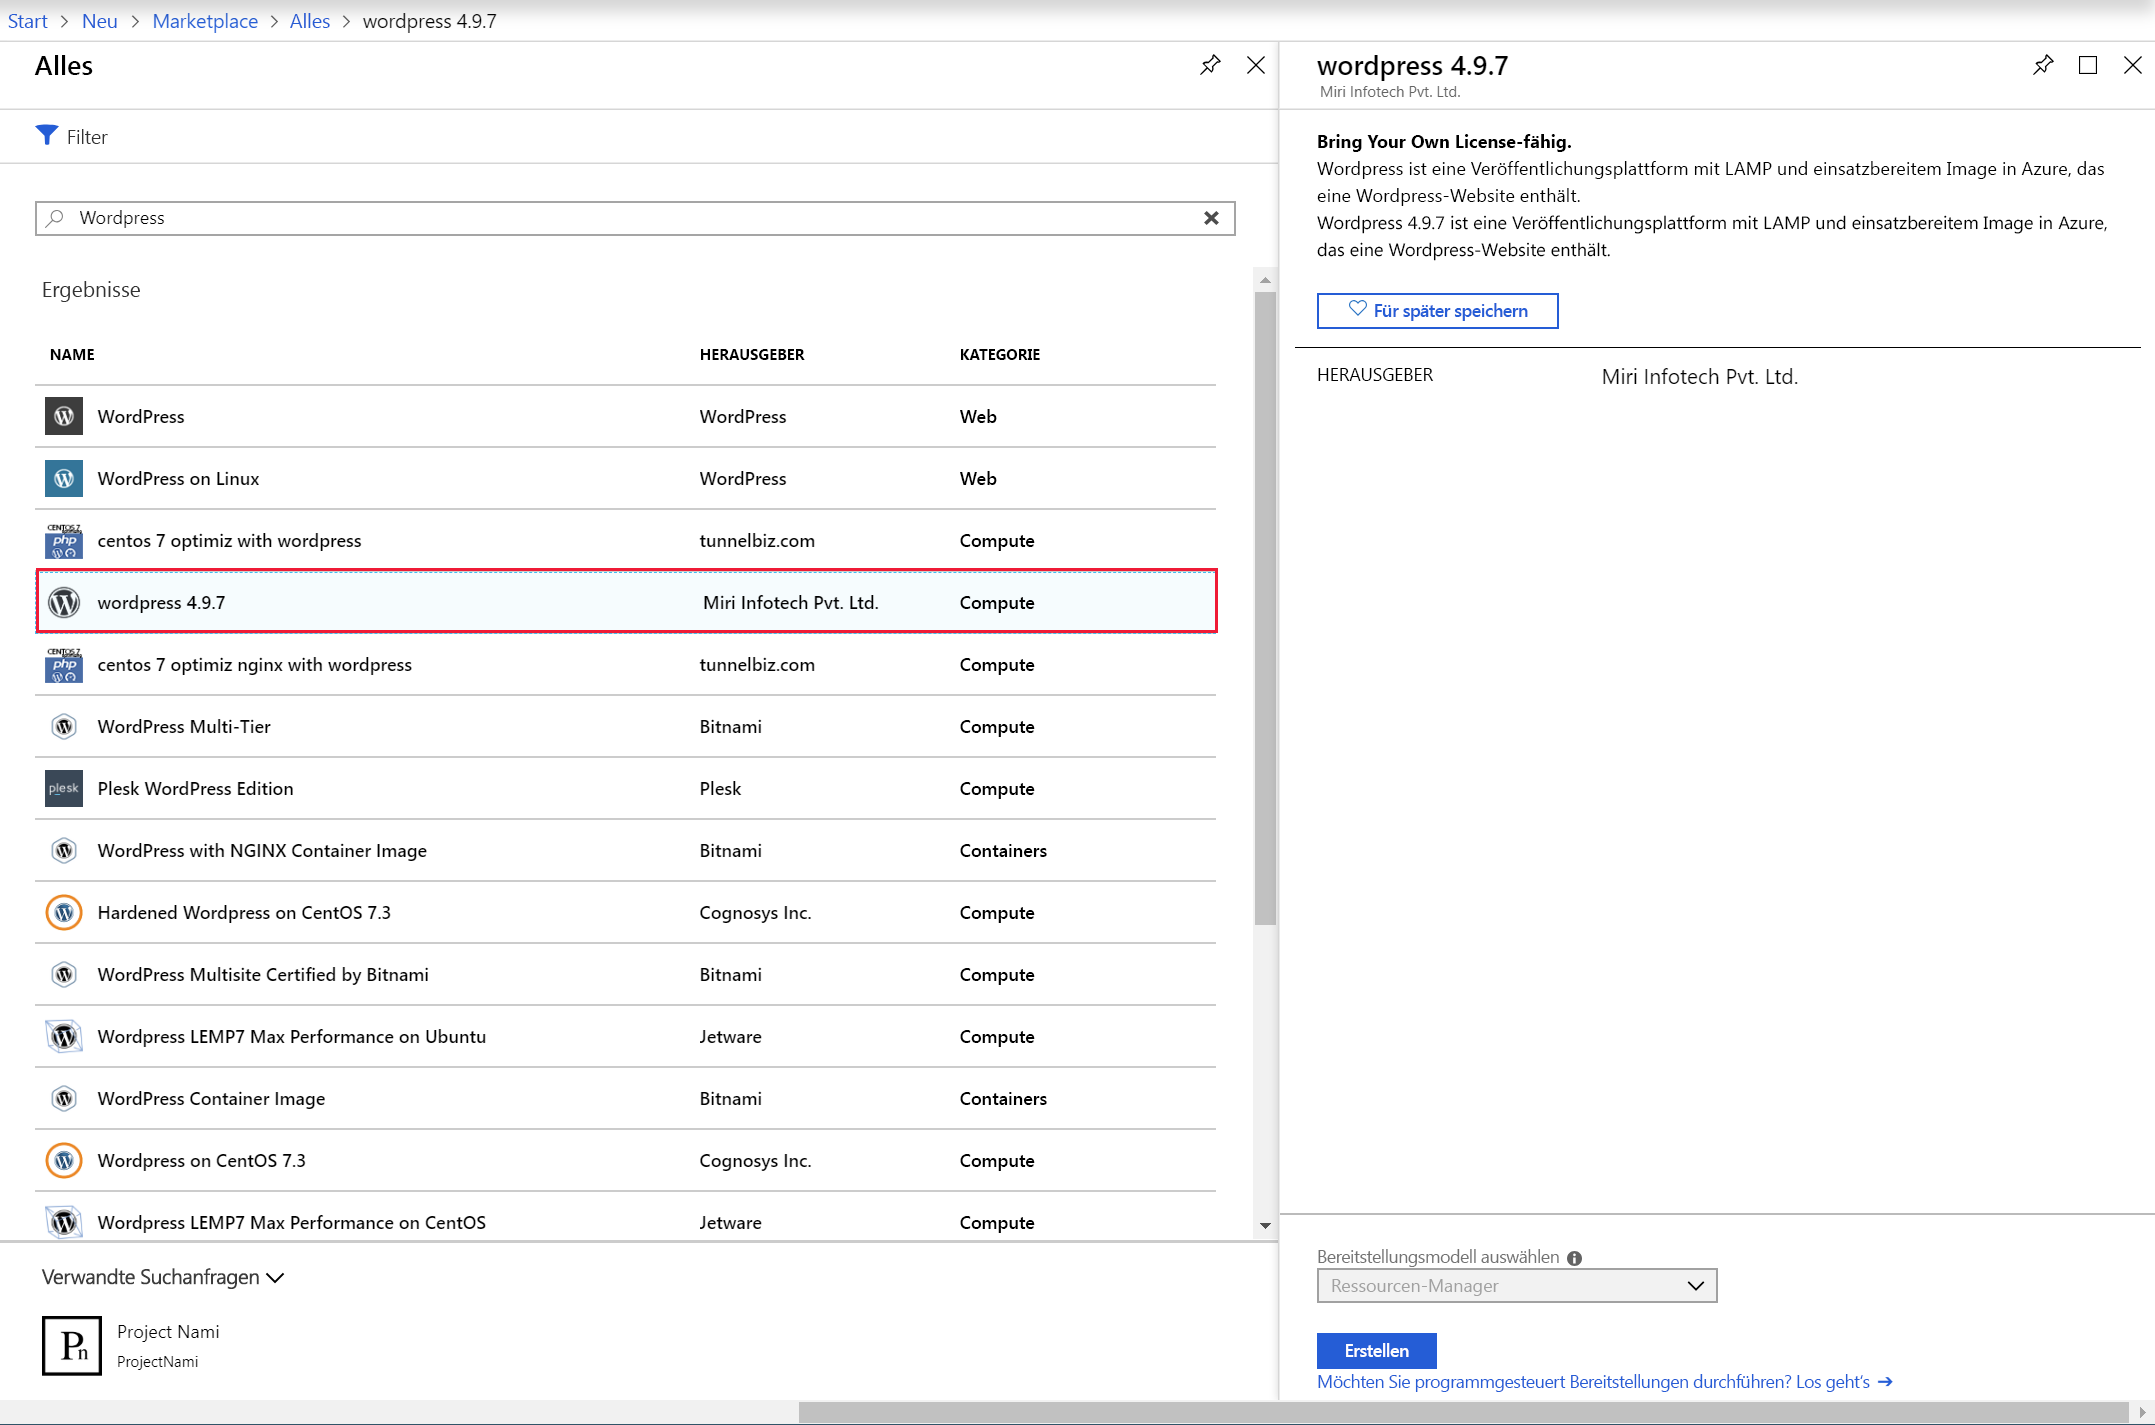 Start > Neu > Marketplace > Alles > wordpress 4.9.7
Alles
Filter
Wordpress
Ergebnisse
NAME HERAUSGEBER KATEGORIE
WordPress WordPress Web
WordPress on Linux WordPress Web
CENTOS 7
php
centos 7 optimiz with wordpress tunnelbiz.com Compute
wordpress 4.9.7 Miri Infotech Pvt. Ltd. Compute
CENTOS 7
php
centos 7 optimiz nginx with wordpress tunnelbiz.com Compute
WordPress Multi-Tier Bitnami Compute
plesk Plesk WordPress Edition Plesk Compute
WordPress with NGINX Container Image Bitnami Containers
Hardened Wordpress on CentOS 7.3 Cognosys Inc. Compute
WordPress Multisite Certified by Bitnami Bitnami Compute
Wordpress LEMP7 Max Performance on Ubuntu Jetware Compute
WordPress Container Image Bitnami Containers
Wordpress on CentOS 7.3 Cognosys Inc. Compute
Wordpress LEMP7 Max Performance on CentOS Jetware Compute
Verwandte Suchanfragen
Pn
Project Nami
ProjectNami
wordpress 4.9.7
Miri Infotech Pvt. Ltd.
Bring Your Own License-fähig.
Wordpress ist eine Veröffentlichungsplattform mit LAMP und einsatzbereitem Image in Azure, das
eine Wordpress-Website enthält.
Wordpress 4.9.7 ist eine Veröffentlichungsplattform mit LAMP und einsatzbereitem Image in Azure,
das eine Wordpress-Website enthält.
Für später speichern
HERAUSGEBER Miri Infotech Pvt. Ltd.
Bereitstellungsmodell auswählen
Ressourcen-Manager
Erstellen
Möchten Sie programmgesteuert Bereitstellungen durchführen? Los geht's →